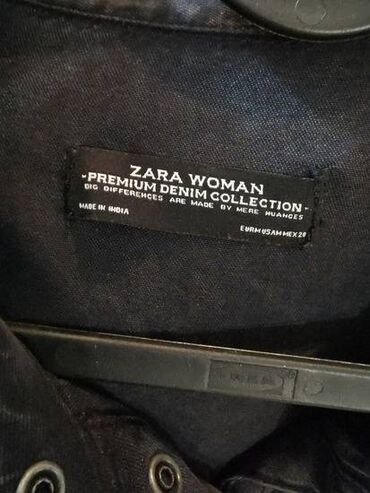 ZARA WOMAN
-PREMIUM DENIM COLLECTION-
BIG DIFFERENCES ARE MADE BY MERE NUANCES
MADE IN INDIA
EUR M USA M MEX 28